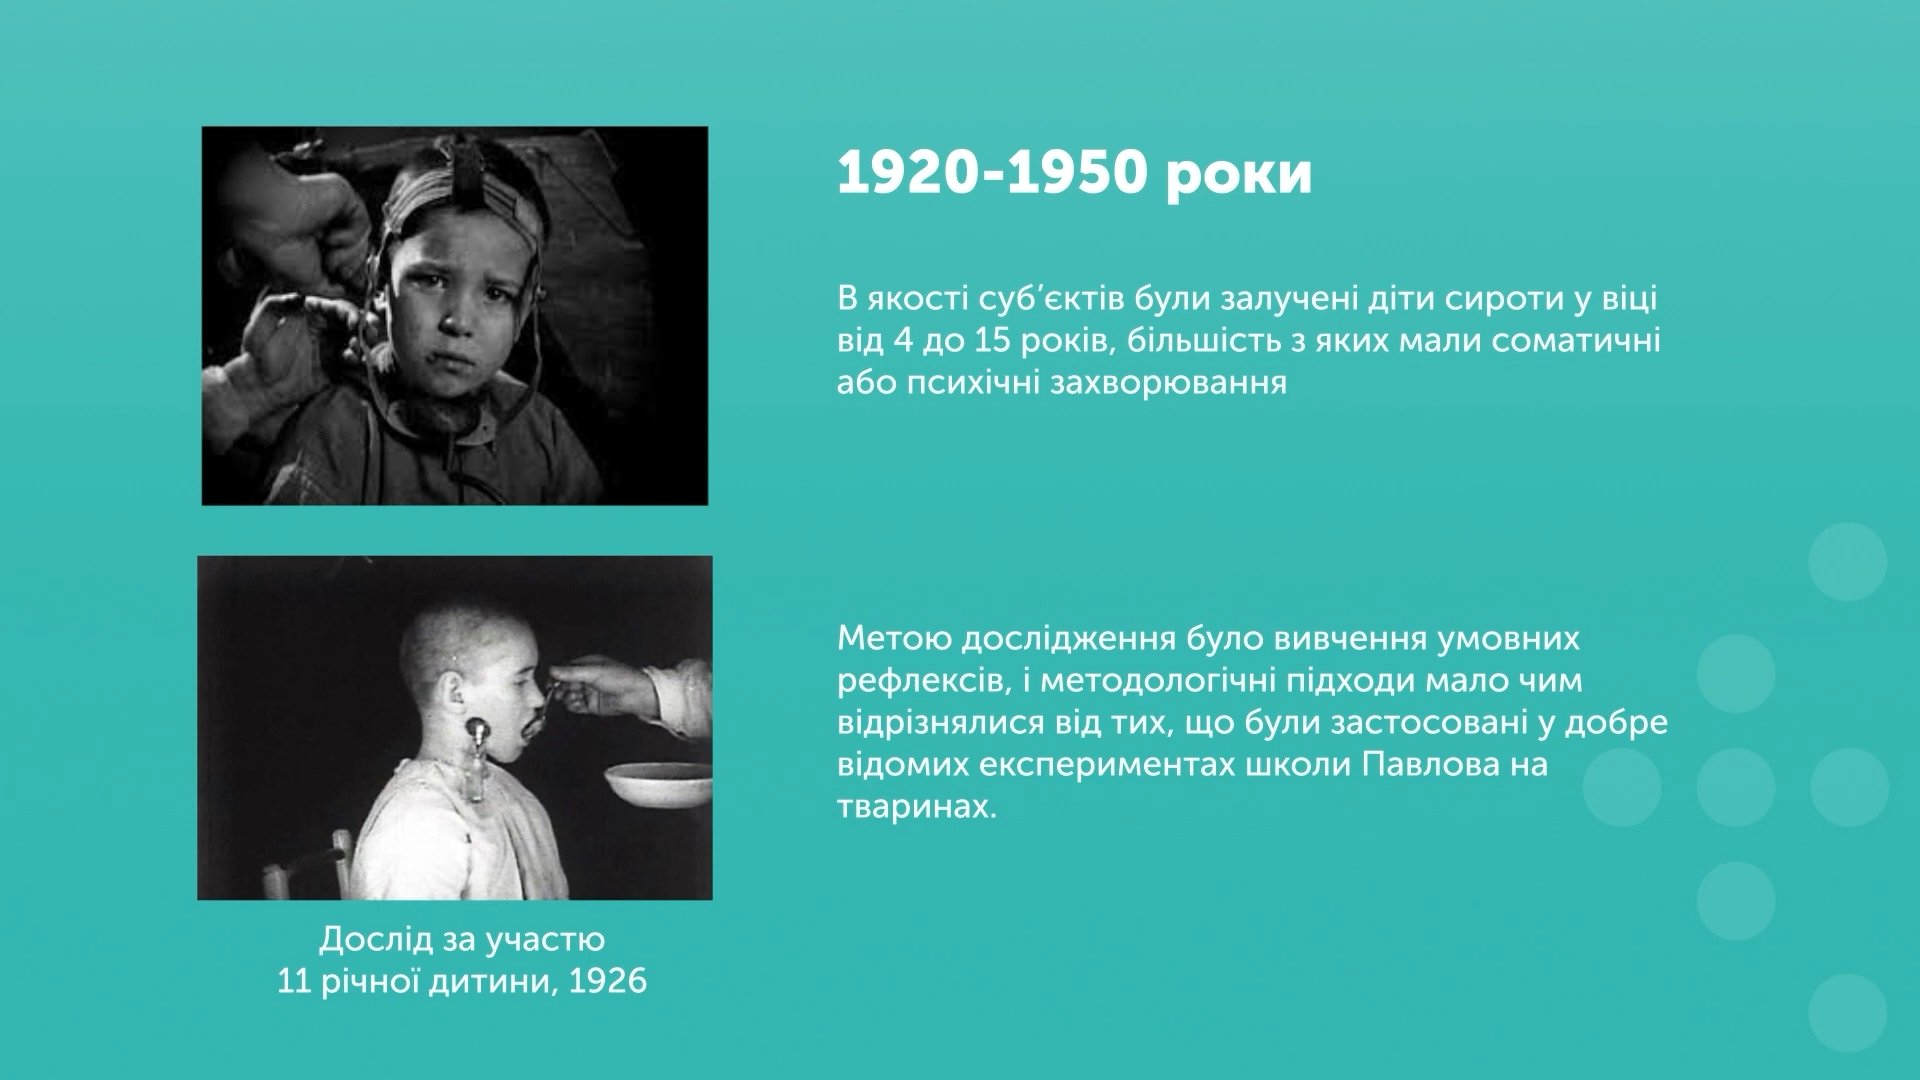 1920-1950 роки
В якості суб’єктів були залучені діти сироти у віці
від 4 до 15 років, більшість з яких мали соматичні
або психічні захворювання
Метою дослідження було вивчення умовних
рефлексів, і методологічні підходи мало чим
відрізнялися від тих, що були застосовані у добре
відомих експериментах школи Павлова на
тваринах.
Дослід за участю
11 річної дитини, 1926